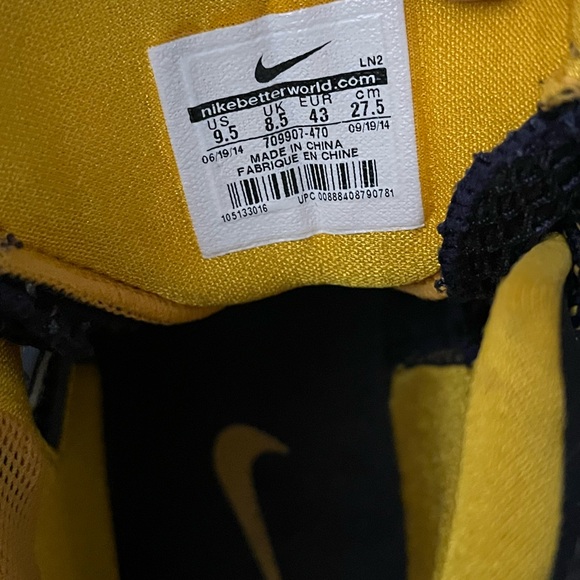 LN2
nikebetterworld.com
US UK EUR cm
9.5 8.5 43 27.5
709907-470
06/19/14 09/19/14
MADE IN CHINA
FABRIQUE EN CHINE
105133016 UPC 00888408790781